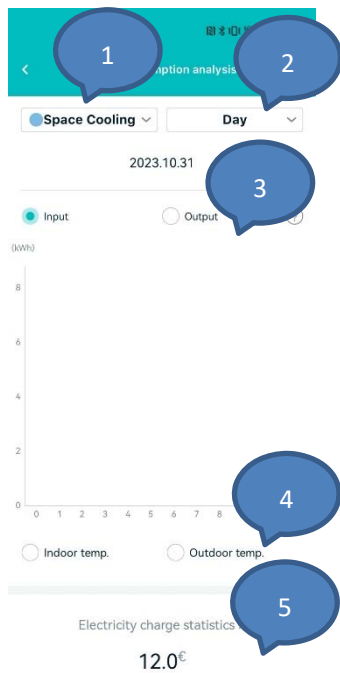 1
2
mption analysis
Space Cooling
Day
2023.10.31
3
Input
Output
?
(kWh)
8
6
4
2
0
0 1 2 3 4 5 6 7 8
4
Indoor temp.
Outdoor temp.
5
Electricity charge statistics
12.0€